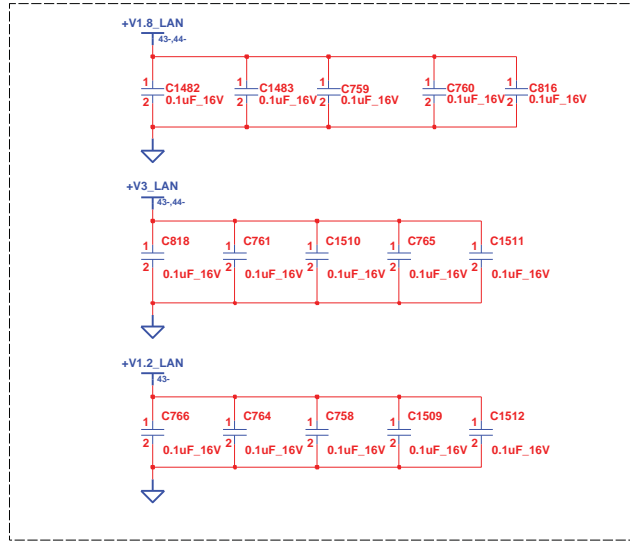 +V1.8_LAN
43-,44-
1 C1482 1 C1483 1 C759 1 C760 1 C816
2 0.1uF_16V 2 0.1uF_16V 2 0.1uF_16V 2 0.1uF_16V 2 0.1uF_16V
+V3_LAN
43-,44-
1 C818 1 C761 1 C1510 1 C765 1 C1511
2 0.1uF_16V 2 0.1uF_16V 2 0.1uF_16V 2 0.1uF_16V 2 0.1uF_16V
+V1.2_LAN
43-
1 C766 1 C764 1 C758 1 C1509 1 C1512
2 0.1uF_16V 2 0.1uF_16V 2 0.1uF_16V 2 0.1uF_16V 2 0.1uF_16V